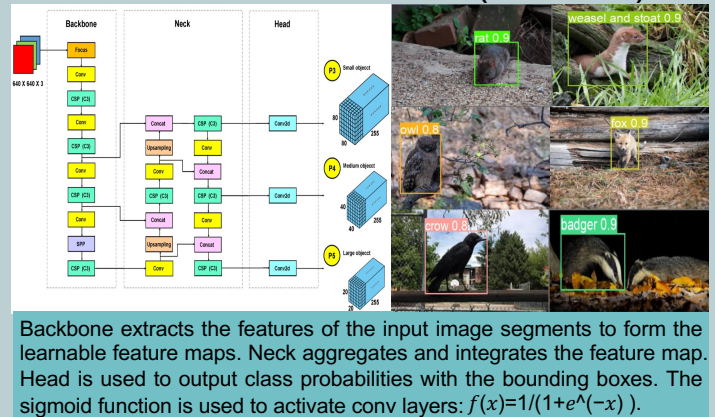 Backbone
Neck
Head
Focus
640 X 640 X 3
Conv
CSP (C3)
Conv
CSP (C3)
Conv
CSP (C3)
Conv
SPP
CSP (C3)
Concat
Upsampling
Conv
CSP (C3)
Concat
Upsampling
Conv
CSP (C3)
Conv
Concat
CSP (C3)
Conv
Concat
CSP (C3)
Conv2d
Conv2d
Conv2d
P3
Small objecct
80
80
255
P4
Medium objecct
40
40
255
P5
Large objecct
20
20
255
rat 0.9
weasel and stoat 0.9
owl 0.8
fox 0.9
crow 0.8
badger 0.9
Backbone extracts the features of the input image segments to form the
learnable feature maps. Neck aggregates and integrates the feature map.
Head is used to output class probabilities with the bounding boxes. The
sigmoid function is used to activate conv layers: f(x)=1/(1+e^(−x) ).